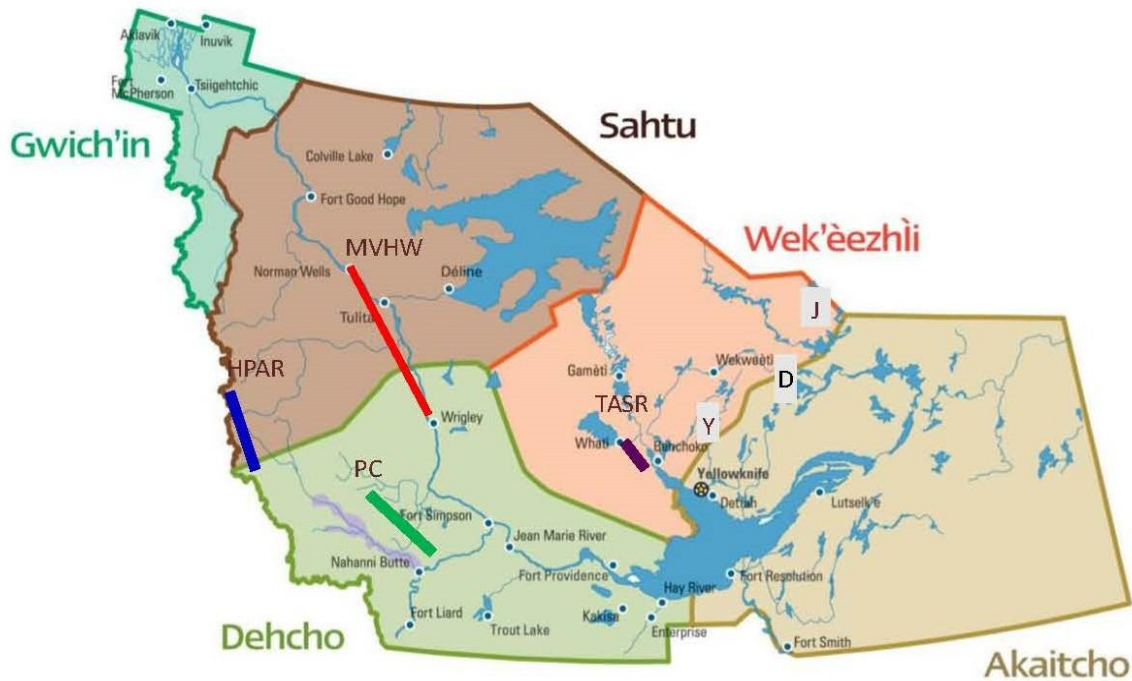 Aklavik
Inuvik
Fort
McPherson
Tsiigehtchic
Gwich'in
Sahtu
Colville Lake
Fort Good Hope
MVHW
Norman Wells
Déline
Tulita
Wek'èezhÌi
J
HPAR
Gamètì
Wekweètì
D
TASR
Y
Wrigley
Whatì
Behchoko
PC
Yellowknife
Dettah
Lutselk'e
Fort Simpson
Jean Marie River
Nahanni Butte
Fort Providence
Hay River
Fort Resolution
Fort Liard
Trout Lake
Kakisa
Enterprise
Dehcho
Fort Smith
Akaitcho